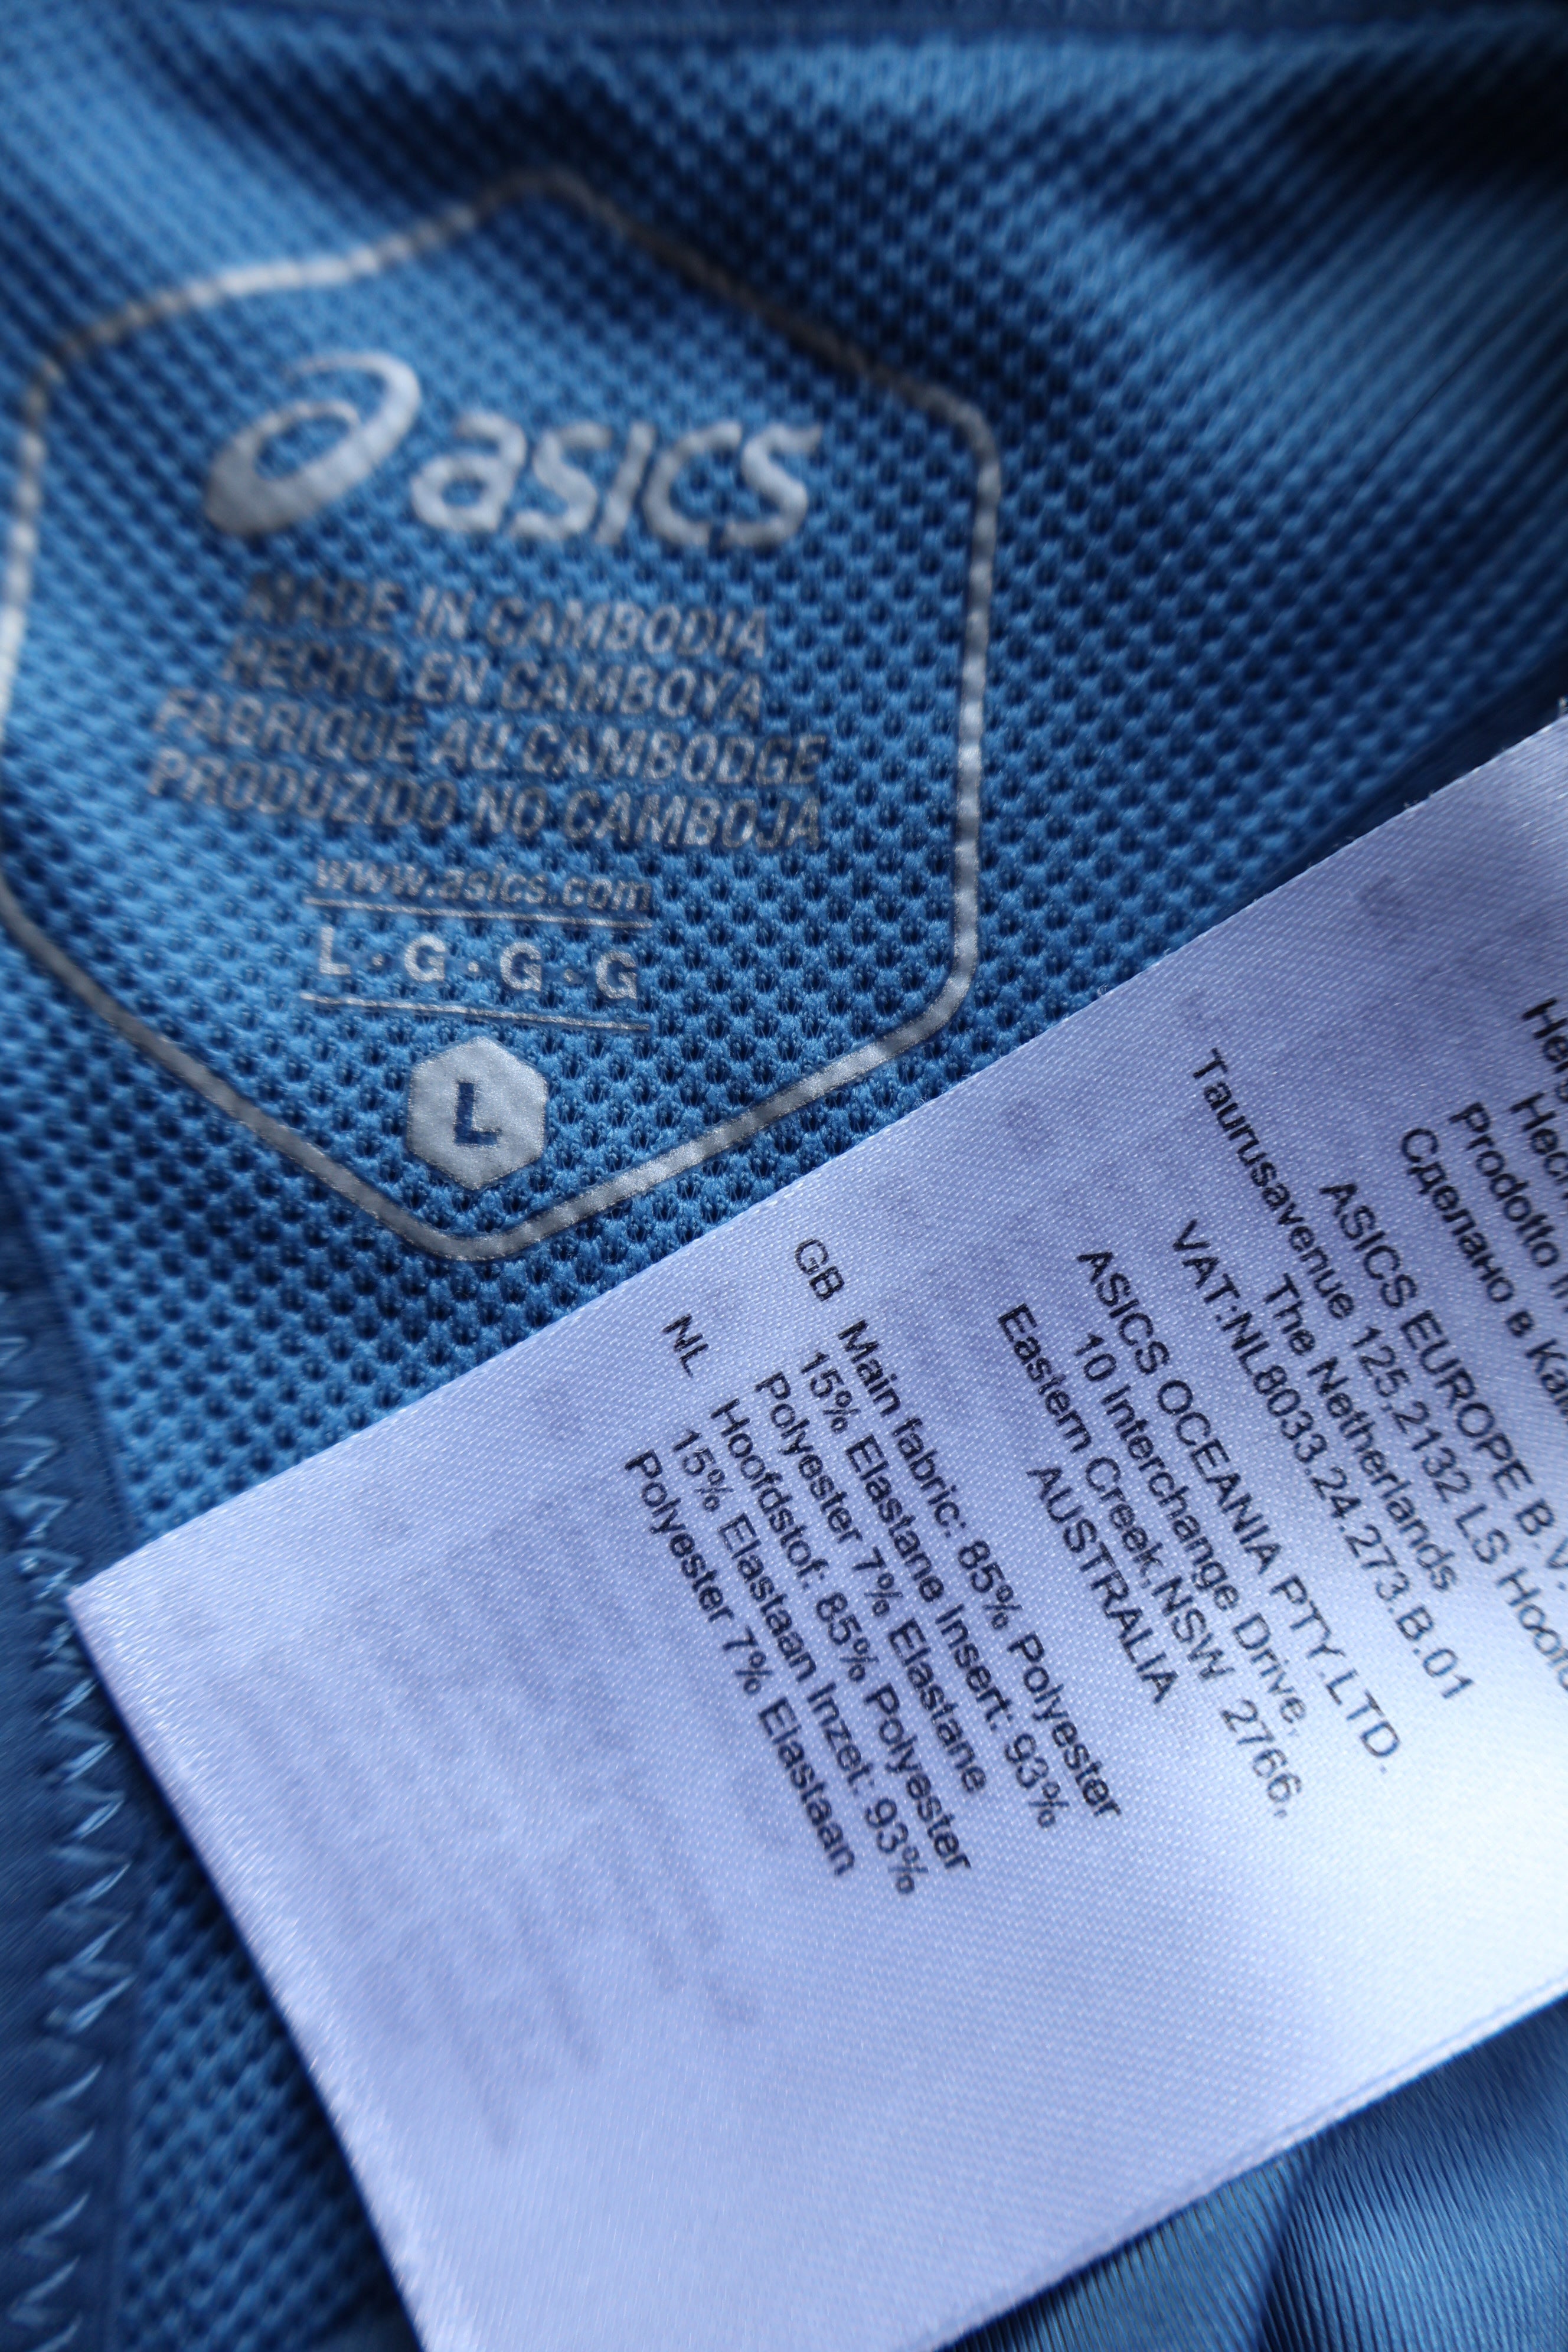 asics
MADE IN CAMBODIA
HECHO EN CAMBOYA
FABRIQUÉ AU CAMBODGE
PRODUZIDO NO CAMBOJA
www.asics.com
L · G · G · G
L
Prodotto
Сделано в
ASICS EUROPE B.V.
Taurusavenue 125,2132 LS
The Netherlands
VAT:NL8033.24.273.B.01
ASICS OCEANIA PTY.LTD.
10 Interchange Drive,
Eastern Creek,NSW 2766,
AUSTRALIA
GB Main fabric: 85% Polyester
15% Elastane Insert: 93%
Polyester 7% Elastane
NL Hoofdstof: 85% Polyester
15% Elastaan Inzet: 93%
Polyester 7% Elastaan